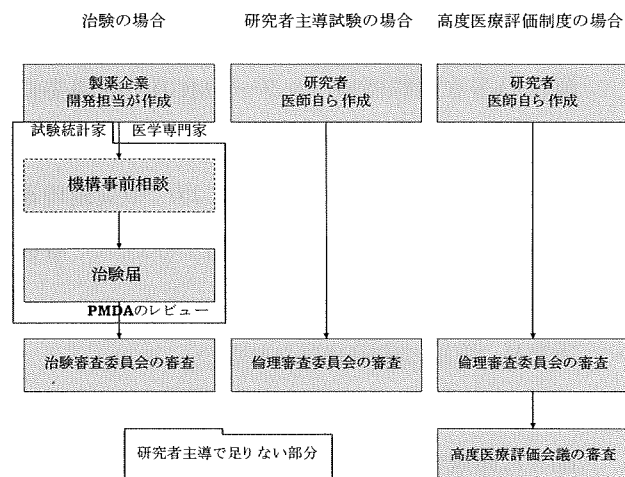 治験の場合
研究者主導試験の場合
高度医療評価制度の場合
製薬企業
開発担当が作成
研究者
医師自ら作成
研究者
医師自ら作成
試験統計家
医学専門家
機構事前相談
治験届
PMDAのレビュー
治験審査委員会の審査
倫理審査委員会の審査
倫理審査委員会の審査
研究者主導で足りない部分
高度医療評価会議の審査